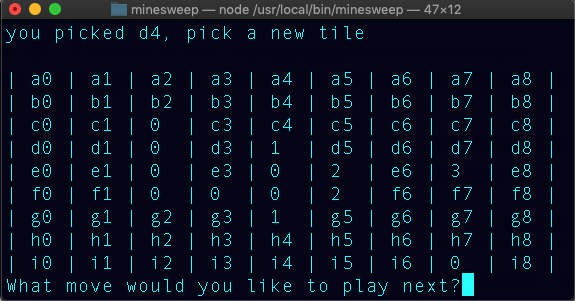 minesweep — node /usr/local/bin/minesweep — 47×12
you picked d4, pick a new tile
| a0 | a1 | a2 | a3 | a4 | a5 | a6 | a7 | a8 |
| b0 | b1 | b2 | b3 | b4 | b5 | b6 | b7 | b8 |
| c0 | c1 | 0 | c3 | c4 | c5 | c6 | c7 | c8 |
| d0 | d1 | 0 | d3 | 1 | d5 | d6 | d7 | d8 |
| e0 | e1 | 0 | e3 | 0 | 2 | e6 | 3 | e8 |
| f0 | f1 | 0 | 0 | 0 | 2 | f6 | f7 | f8 |
| g0 | g1 | g2 | g3 | 1 | g5 | g6 | g7 | g8 |
| h0 | h1 | h2 | h3 | h4 | h5 | h6 | h7 | h8 |
| i0 | i1 | i2 | i3 | i4 | i5 | i6 | 0 | i8 |
What move would you like to play next?